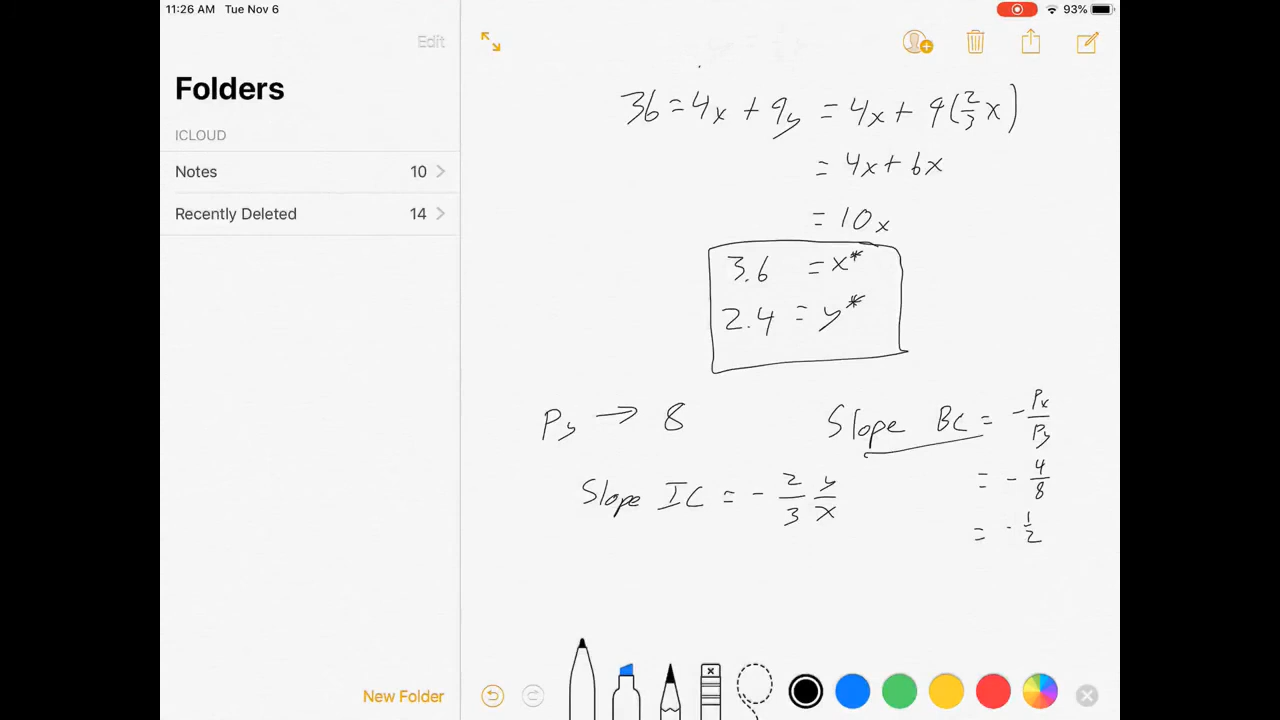 11:26 AM Tue Nov 6
93%
Edit
Folders
ICLOUD
Notes 10
Recently Deleted 14
New Folder
36 = 4x + 9y = 4x + 9(2/3 x)
= 4x + 6x
= 10x
3.6 = x*
2.4 = y*
Py → 8
Slope BC = - Px/Py
= - 4/8
= - 1/2
Slope IC = - 2/3 y/x